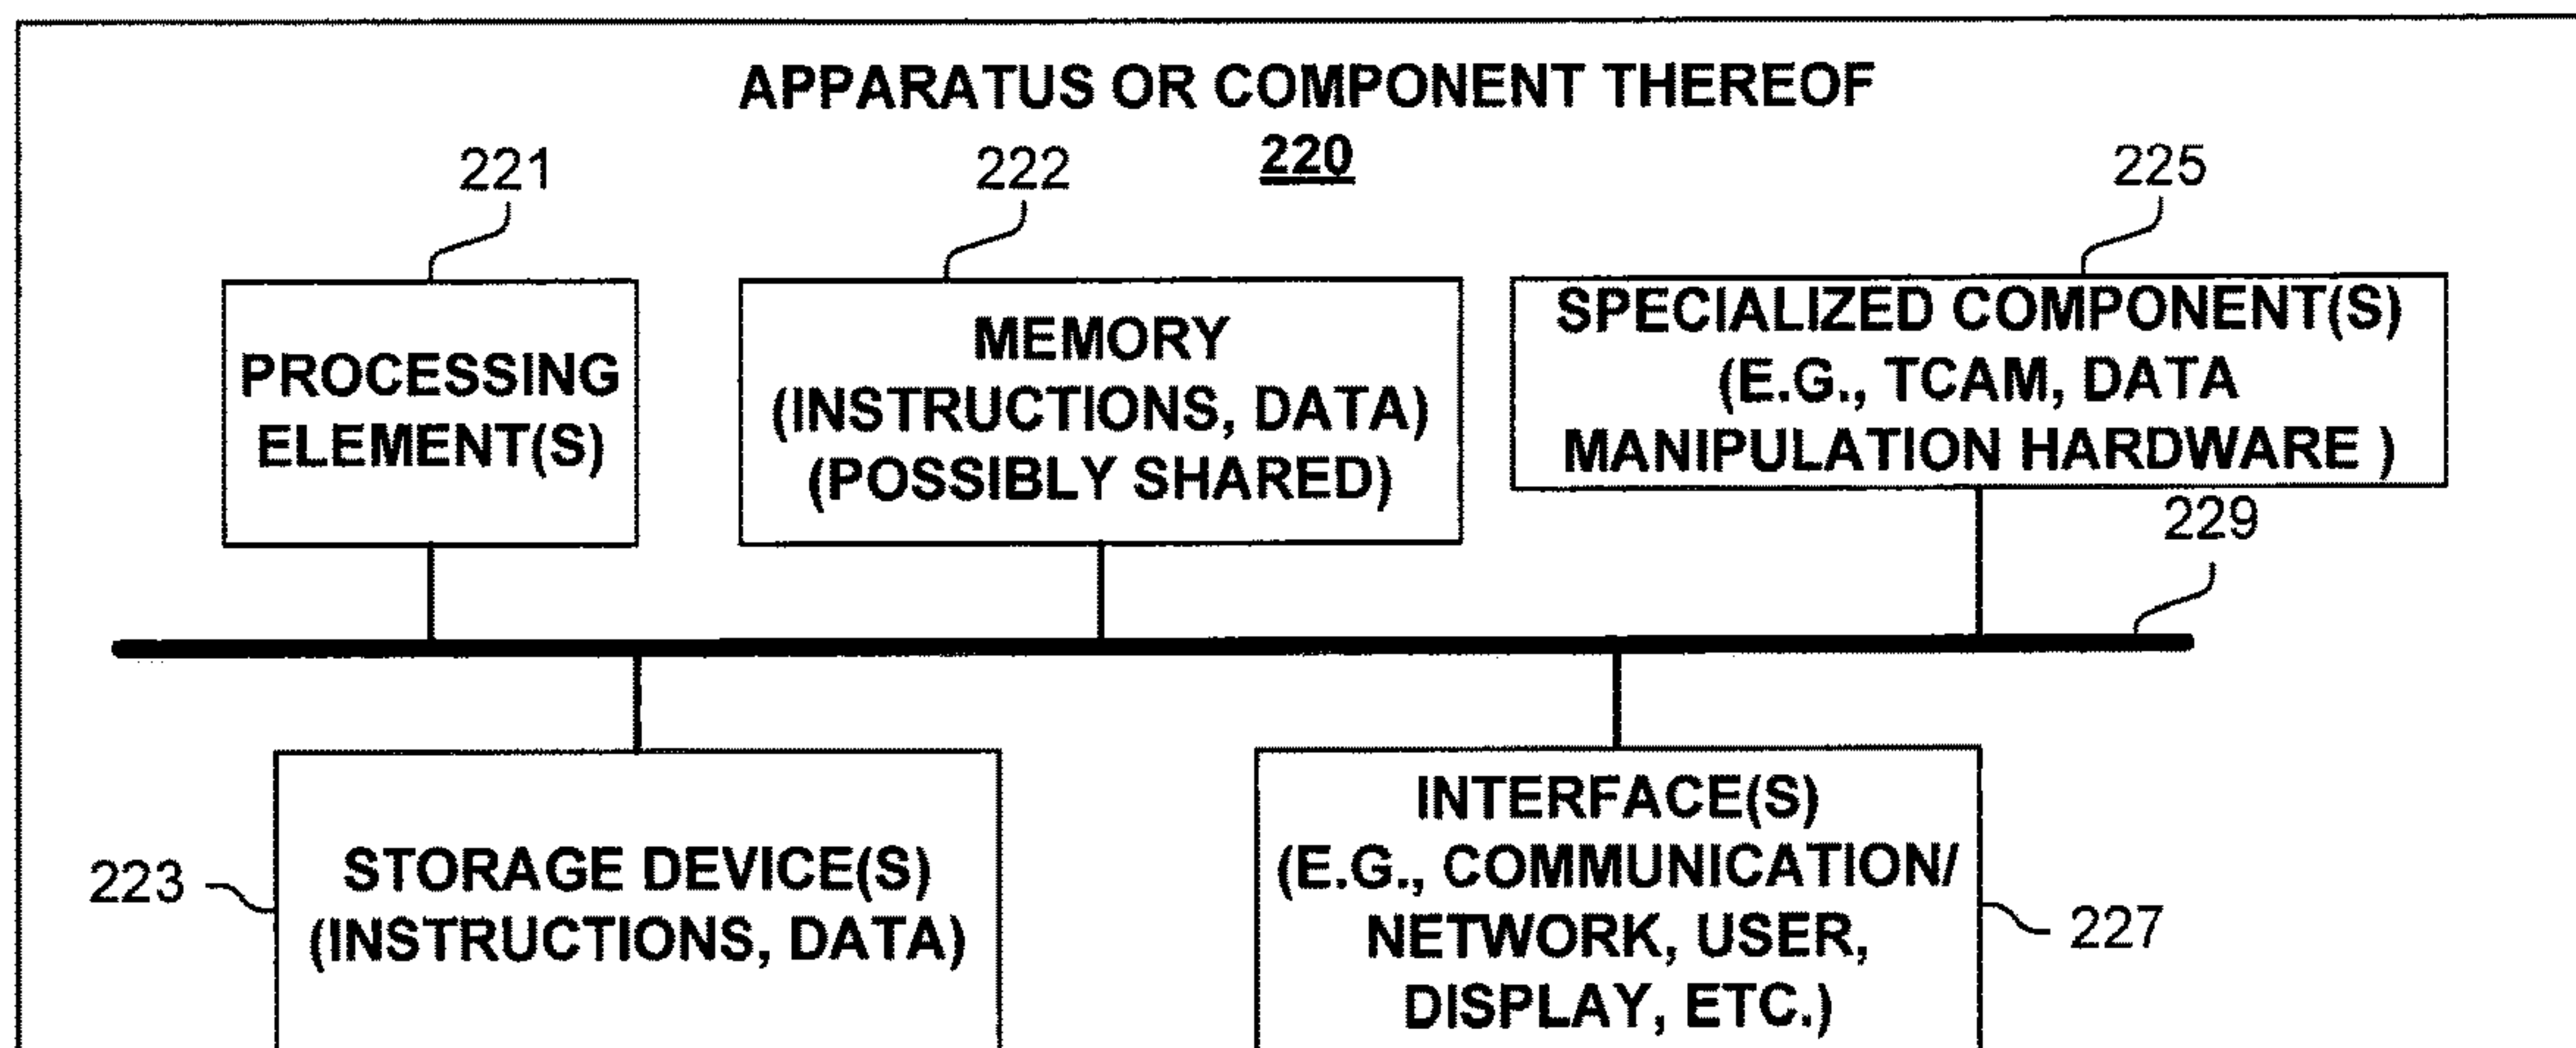 APPARATUS OR COMPONENT THEREOF
220
221
222
225
PROCESSING
ELEMENT(S)
MEMORY
(INSTRUCTIONS, DATA)
(POSSIBLY SHARED)
SPECIALIZED COMPONENT(S)
(E.G., TCAM, DATA
MANIPULATION HARDWARE )
229
223
STORAGE DEVICE(S)
(INSTRUCTIONS, DATA)
INTERFACE(S)
(E.G., COMMUNICATION/
NETWORK, USER,
DISPLAY, ETC.)
227